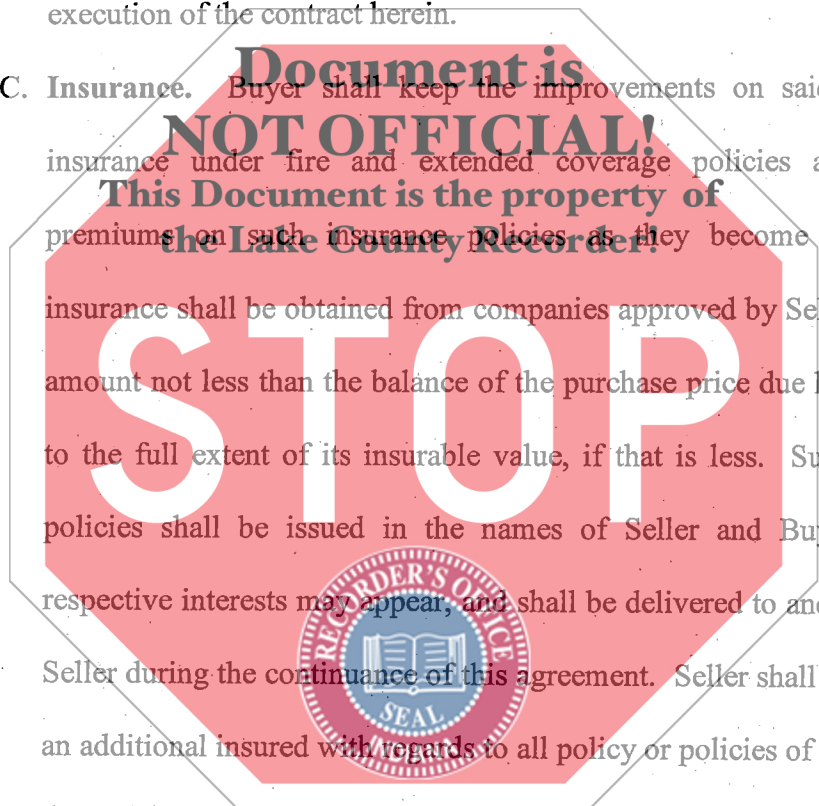 execution of the contract herein.
Document is
C. Insurance. Buyer shall keep the improvements on said
NOT OFFICIAL!
insurance under fire and extended coverage policies a
This Document is the property of
premiums on such insurance policies as they become
the Lake County Recorder!
insurance shall be obtained from companies approved by Sel
STOP
amount not less than the balance of the purchase price due h
to the full extent of its insurable value, if that is less. Su
policies shall be issued in the names of Seller and Buy
respective interests may appear, and shall be delivered to and
RECORDER'S OFFICE
Seller during the continuance of this agreement. Seller shall
SEAL
an additional insured with regards to all policy or policies of
INDIANA